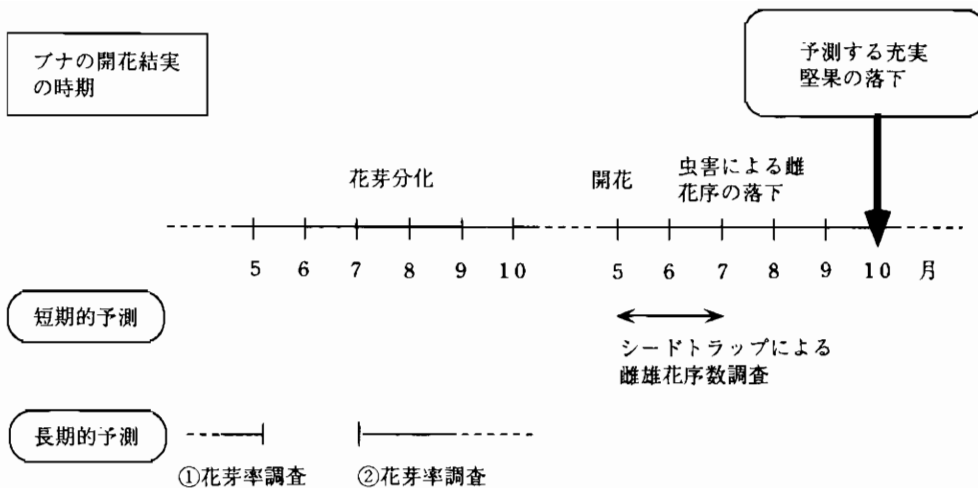 ブナの開花結実
の時期
予測する充実
堅果の落下
花芽分化
開花
虫害による雌
花序の落下
5 6 7 8 9 10 5 6 7 8 9 10 月
短期的予測
シードトラップによる
雌雄花序数調査
長期的予測
①花芽率調査 ②花芽率調査